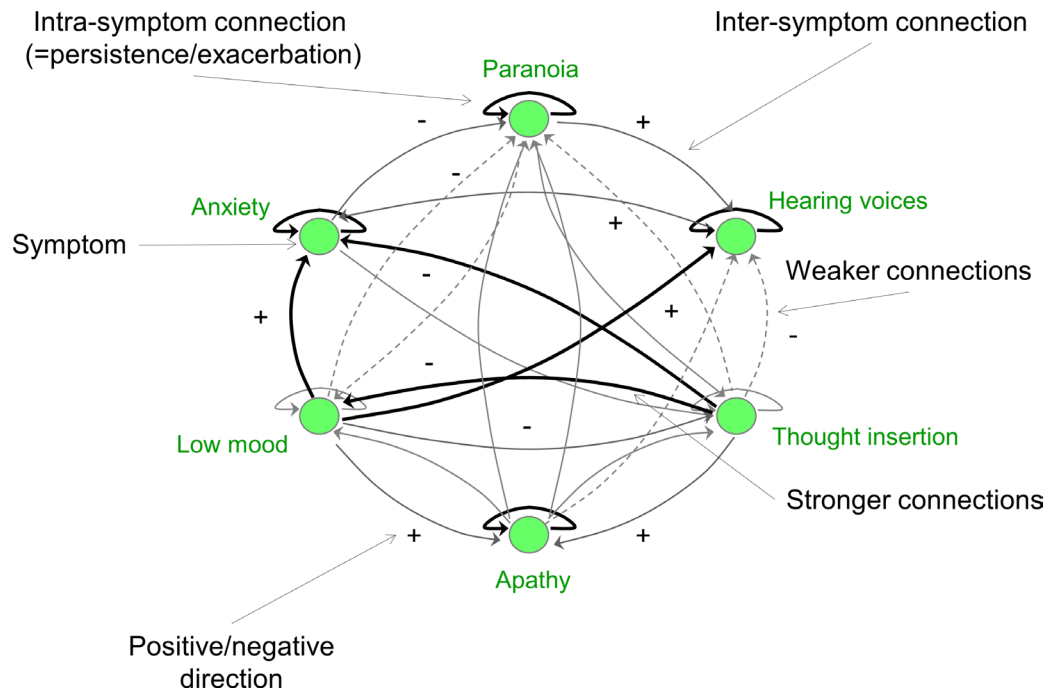 Intra-symptom connection
(=persistence/exacerbation)
Inter-symptom connection
Paranoia
-
+
-
Anxiety
Hearing voices
+
Symptom
-
Weaker connections
+
+
-
-
Low mood
-
Thought insertion
Stronger connections
+
+
Apathy
Positive/negative
direction